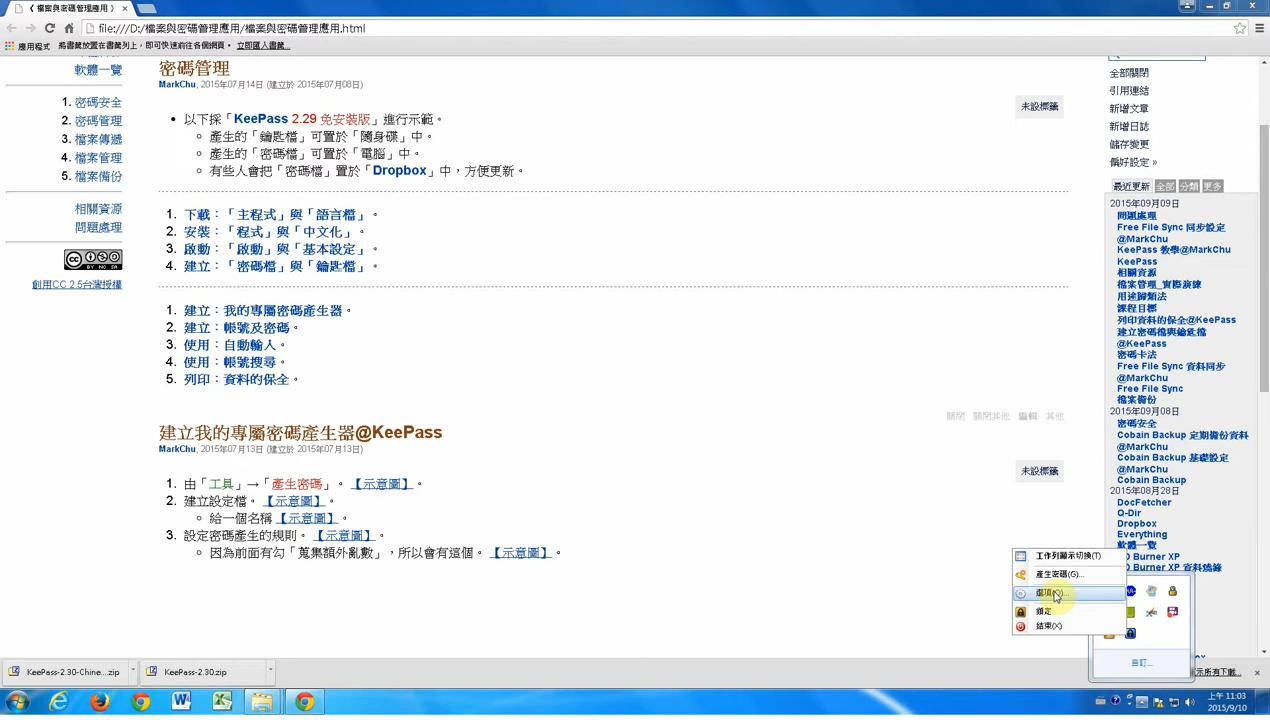 《 檔案與密碼管理應用 》
file:///D:/檔案與密碼管理應用/檔案與密碼管理應用.html
應用程式 將書籤放置在書籤列上，即可快速前往各個網頁。 立即匯入書籤...
軟體一覽
1. 密碼安全
2. 密碼管理
3. 檔案傳遞
4. 檔案管理
5. 檔案備份
相關資源
問題處理
創用CC 2.5台灣授權
密碼管理
MarkChu, 2015年07月14日 (建立於 2015年07月08日)
未設標籤
以下採「KeePass 2.29 免安裝版」進行示範。
產生的「鑰匙檔」可置於「隨身碟」中。
產生的「密碼檔」可置於「電腦」中。
有些人會把「密碼檔」置於「Dropbox」中，方便更新。
1. 下載：「主程式」與「語言檔」。
2. 安裝：「程式」與「中文化」。
3. 啟動：「啟動」與「基本設定」。
4. 建立：「密碼檔」與「鑰匙檔」。
1. 建立：我的專屬密碼產生器。
2. 建立：帳號及密碼。
3. 使用：自動輸入。
4. 使用：帳號搜尋。
5. 列印：資料的保全。
關閉 關閉其他 編輯 其他
建立我的專屬密碼產生器@KeePass
MarkChu, 2015年07月13日 (建立於 2015年07月13日)
未設標籤
1. 由「工具」→「產生密碼」。【示意圖】。
2. 建立設定檔。【示意圖】。
給一個名稱【示意圖】。
3. 設定密碼產生的規則。【示意圖】。
因為前面有勾「蒐集額外亂數」，所以會有這個。【示意圖】。
全部關閉
引用連結
新增文章
新增日誌
儲存變更
偏好設定 »
最近更新 全部 分類 更多
2015年09月09日
問題處理
Free File Sync 同步設定
@MarkChu
KeePass 教學@MarkChu
KeePass
相關資源
檔案管理_實際演練
用途歸類法
課程目標
列印資料的保全@KeePass
建立密碼檔與鑰匙檔
@KeePass
密碼卡法
Free File Sync 資料同步
@MarkChu
Free File Sync
檔案備份
2015年09月08日
密碼安全
Cobain Backup 定期備份資料
@MarkChu
Cobain Backup 基礎設定
@MarkChu
Cobain Backup
2015年08月28日
DocFetcher
Q-Dir
Dropbox
Everything
軟體一覽
D Burner XP
D Burner XP 資料燒錄
工作列顯示切換(T)
產生密碼(G)...
選項(O)...
鎖定
結束(X)
自訂...
KeePass-2.30-Chine....zip
KeePass-2.30.zip
示所有下載...
上午 11:03
2015/9/10